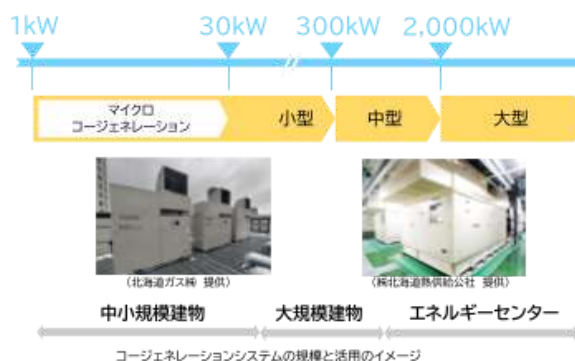 1kW 30kW 300kW 2,000kW
マイクロ
コージェネレーション
小型 中型 大型
(北海道ガス㈱ 提供) (㈱北海道熱供給公社 提供)
中小規模建物 大規模建物 エネルギーセンター
コージェネレーションシステムの規模と活用のイメージ